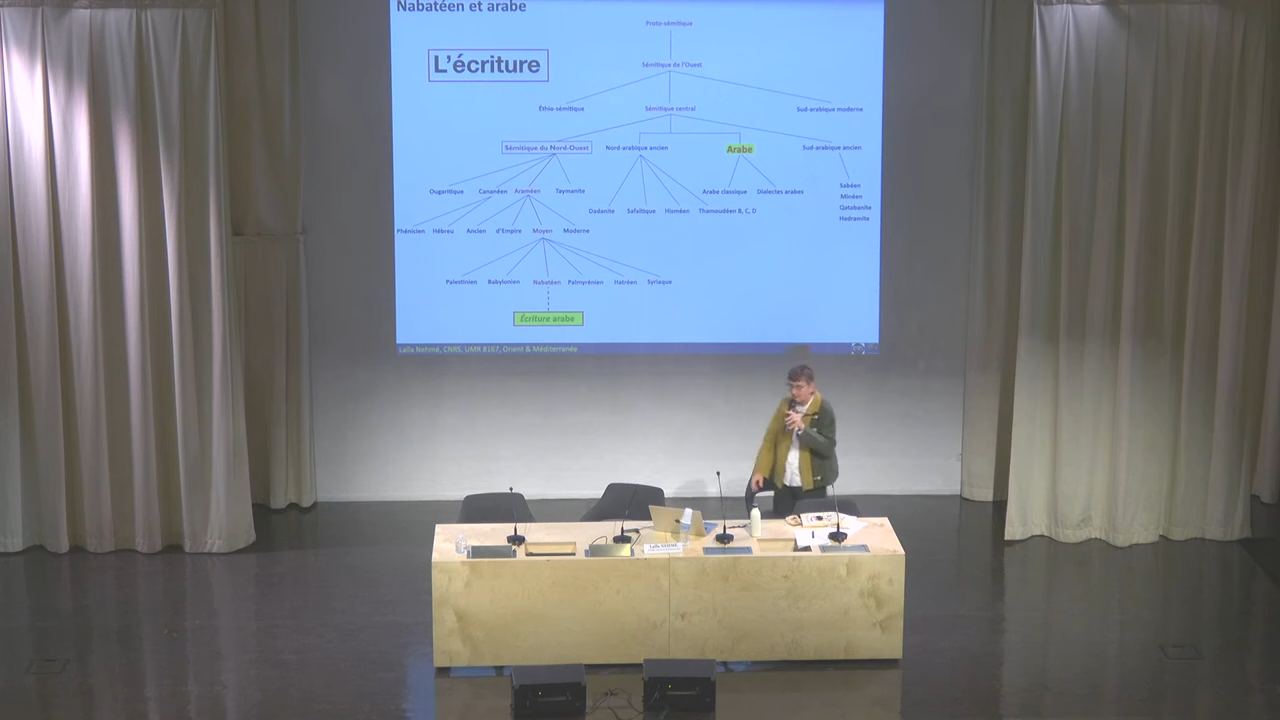 Nabatéen et arabe
L'écriture
Proto-sémitique
Sémitique de l'Ouest
Éthio-sémitique
Sémitique central
Sud-arabique moderne
Sémitique du Nord-Ouest
Nord-arabique ancien
Arabe
Sud-arabique ancien
Ougaritique
Cananéen
Araméen
Taymanite
Arabe classique
Dialectes arabes
Sabéen
Minéen
Qatabanite
Hadramite
Dadanite
Safaïtique
Hisméen
Thamoudéen B, C, D
Phénicien
Hébreu
Ancien
d'Empire
Moyen
Moderne
Palestinien
Babylonien
Nabatéen
Palmyrénien
Hatréen
Syriaque
Écriture arabe
Laïla Nehmé, CNRS, UMR 8167, Orient & Méditerranée
Laïla NEHMÉ